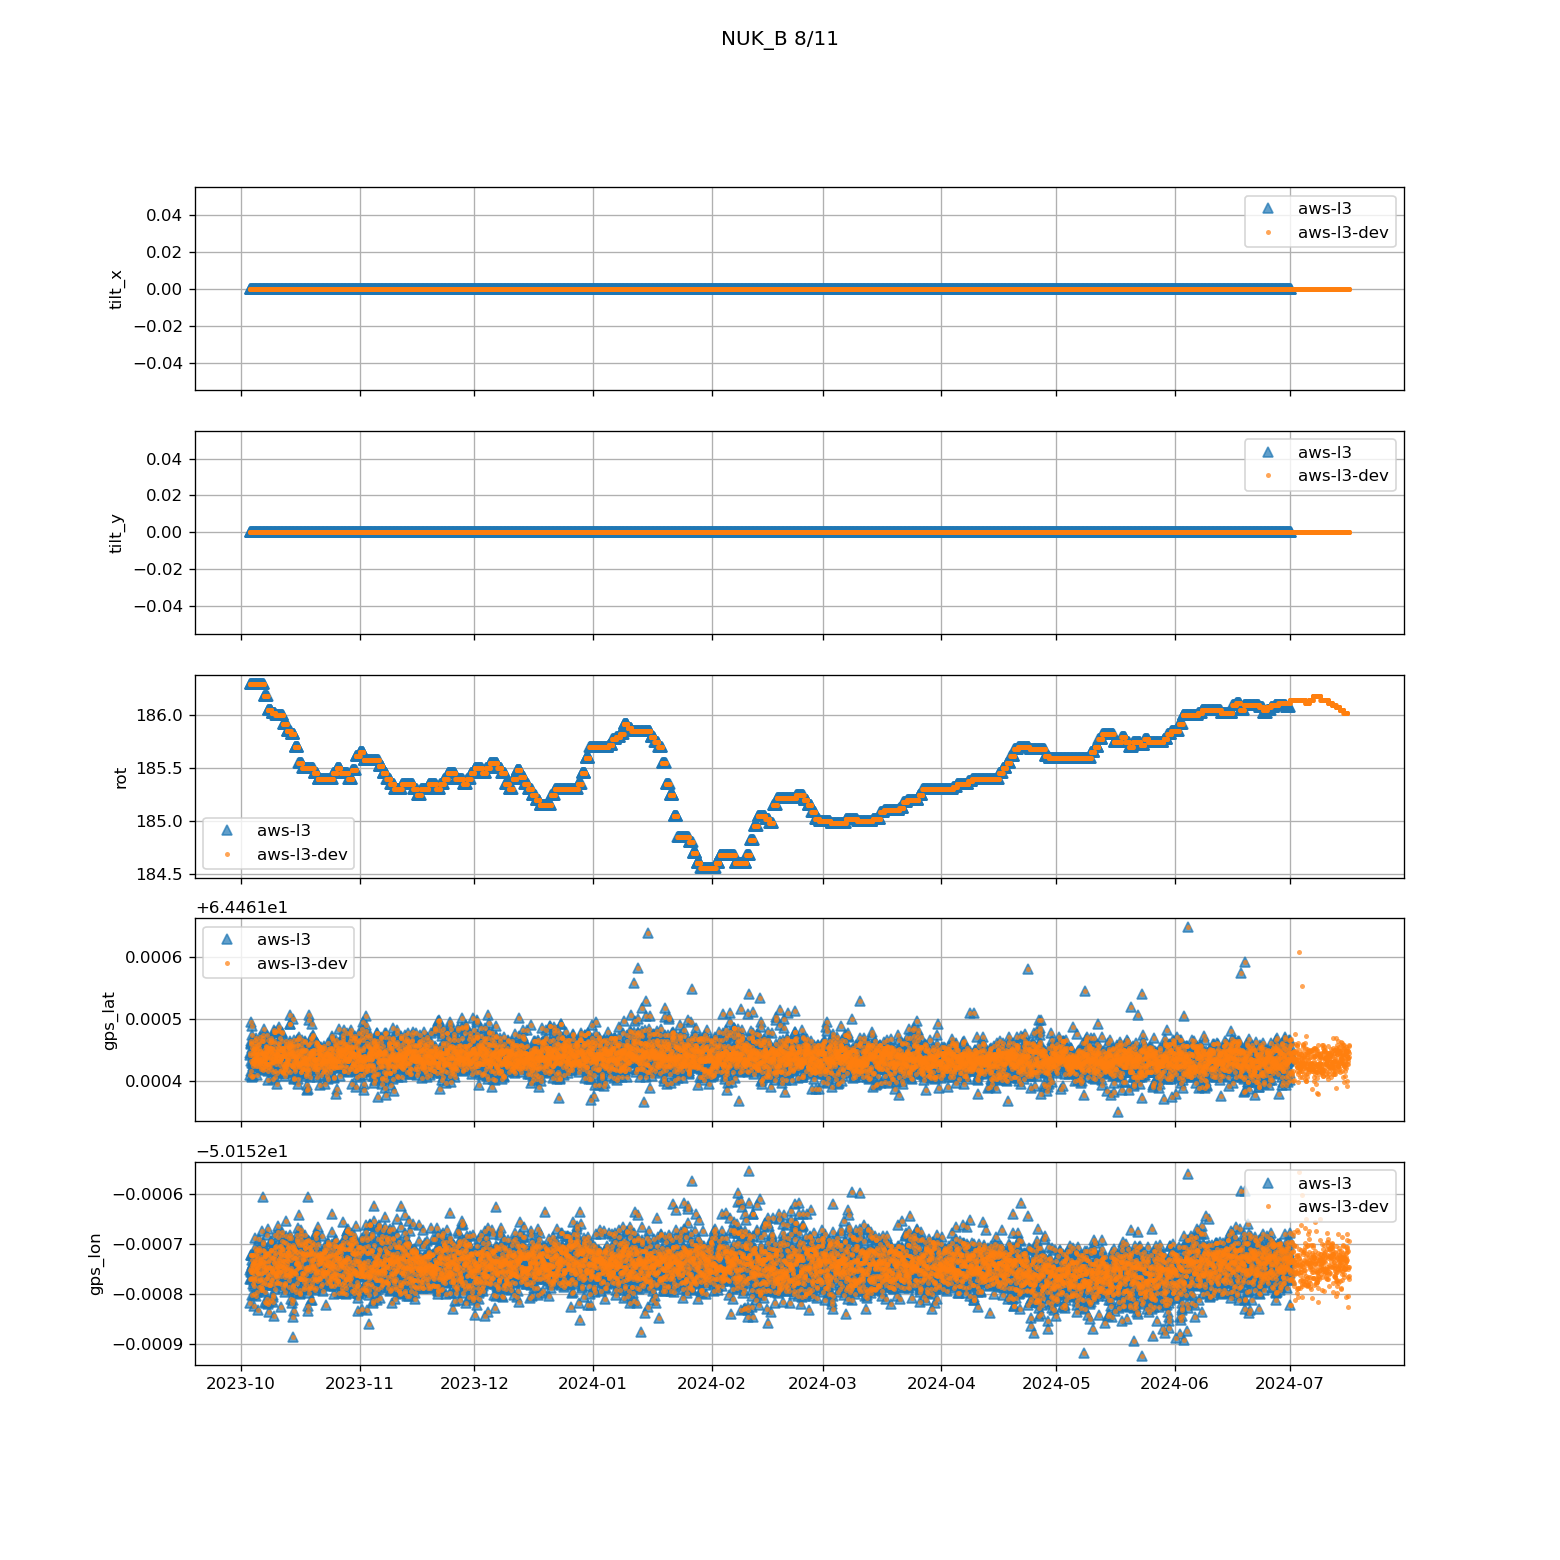 NUK_B 8/11
0.04
0.02
0.00
−0.02
−0.04
tilt_x
aws-l3
aws-l3-dev
0.04
0.02
0.00
−0.02
−0.04
tilt_y
aws-l3
aws-l3-dev
186.0
185.5
185.0
184.5
rot
aws-l3
aws-l3-dev
+6.4461e1
0.0006
0.0005
0.0004
gps_lat
aws-l3
aws-l3-dev
−5.0152e1
−0.0006
−0.0007
−0.0008
−0.0009
gps_lon
aws-l3
aws-l3-dev
2023-10 2023-11 2023-12 2024-01 2024-02 2024-03 2024-04 2024-05 2024-06 2024-07